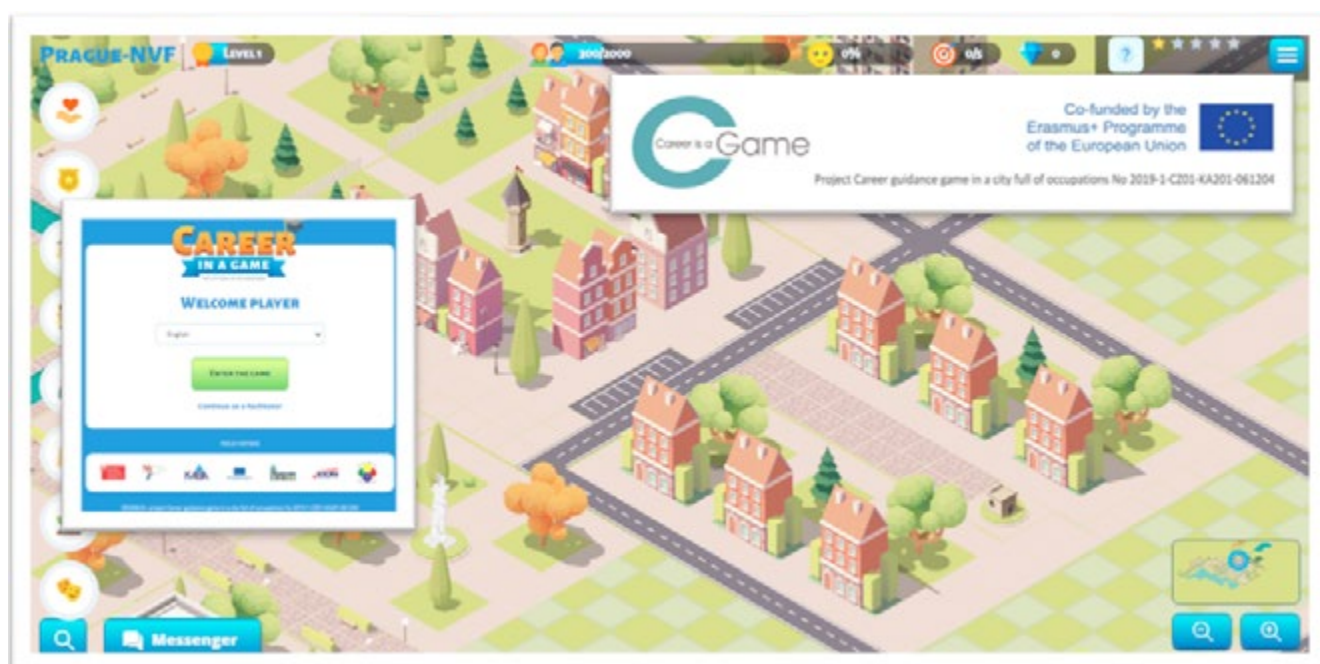 PRAGUE-NVF
LEVEL 1
200/2000
0%
0/5
0
?
Career is a Game
Co-funded by the
Erasmus+ Programme
of the European Union
Project Career guidance game in a city full of occupations No 2019-1-CZ01-KA201-061204
CAREER
IN A GAME
WELCOME PLAYER
English
ENTER THE GAME
Continue as a facilitator
Messenger